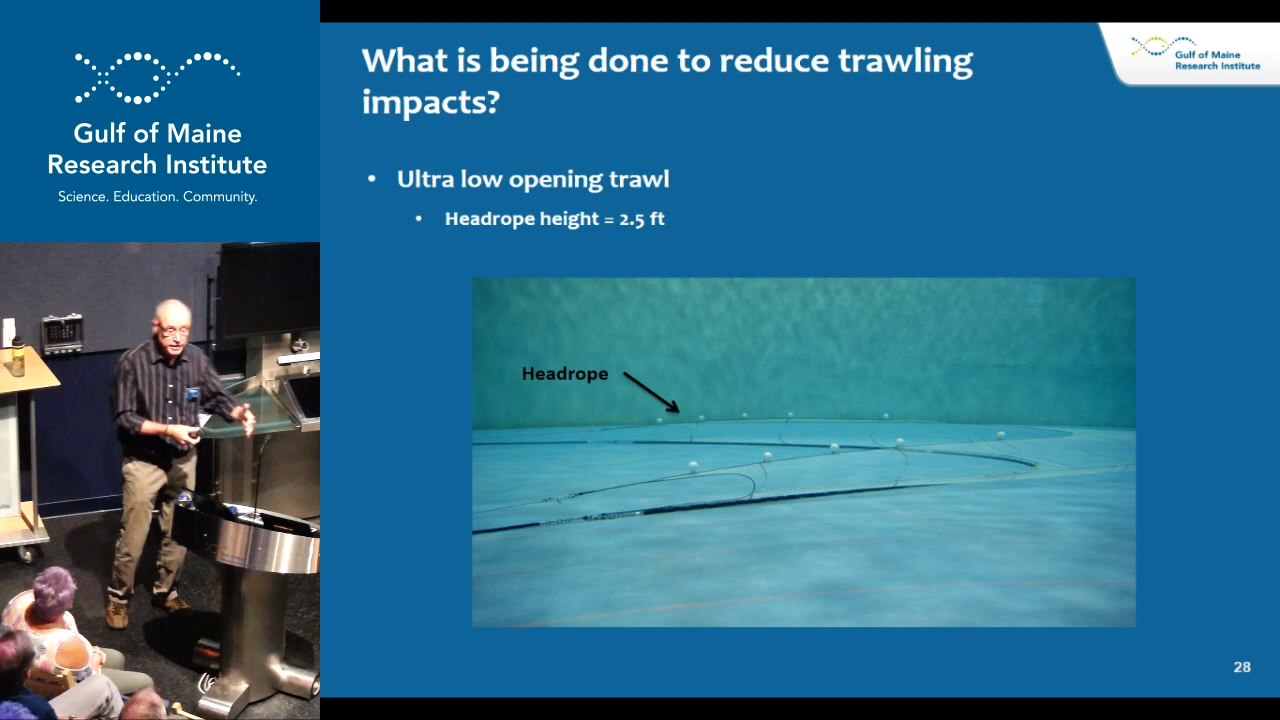 Gulf of Maine
Research Institute
Science. Education. Community.
What is being done to reduce trawling
impacts?
Gulf of Maine
Research Institute
• Ultra low opening trawl
• Headrope height = 2.5 ft
Headrope
28